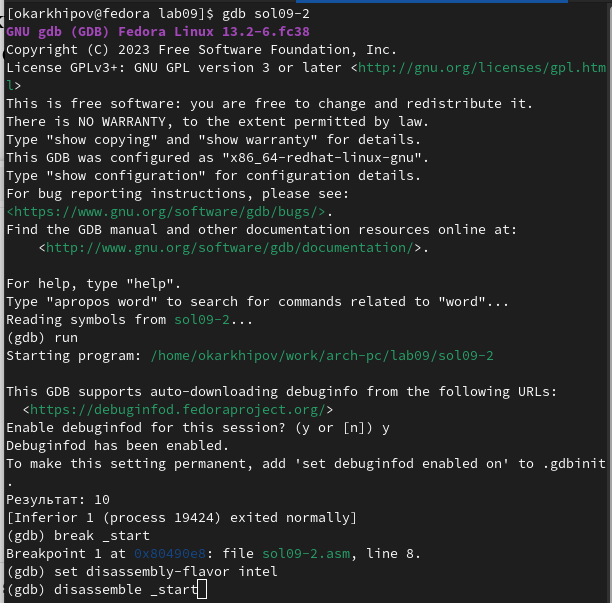 [okarkhipov@fedora lab09]$ gdb sol09-2
GNU gdb (GDB) Fedora Linux 13.2-6.fc38
Copyright (C) 2023 Free Software Foundation, Inc.
License GPLv3+: GNU GPL version 3 or later <http://gnu.org/licenses/gpl.htm
l>
This is free software: you are free to change and redistribute it.
There is NO WARRANTY, to the extent permitted by law.
Type "show copying" and "show warranty" for details.
This GDB was configured as "x86_64-redhat-linux-gnu".
Type "show configuration" for configuration details.
For bug reporting instructions, please see:
<https://www.gnu.org/software/gdb/bugs/>.
Find the GDB manual and other documentation resources online at:
    <http://www.gnu.org/software/gdb/documentation/>.

For help, type "help".
Type "apropos word" to search for commands related to "word"...
Reading symbols from sol09-2...
(gdb) run
Starting program: /home/okarkhipov/work/arch-pc/lab09/sol09-2

This GDB supports auto-downloading debuginfo from the following URLs:
  <https://debuginfod.fedoraproject.org/>
Enable debuginfod for this session? (y or [n]) y
Debuginfod has been enabled.
To make this setting permanent, add 'set debuginfod enabled on' to .gdbinit
.
Результат: 10
[Inferior 1 (process 19424) exited normally]
(gdb) break _start
Breakpoint 1 at 0x80490e8: file sol09-2.asm, line 8.
(gdb) set disassembly-flavor intel
(gdb) disassemble _start